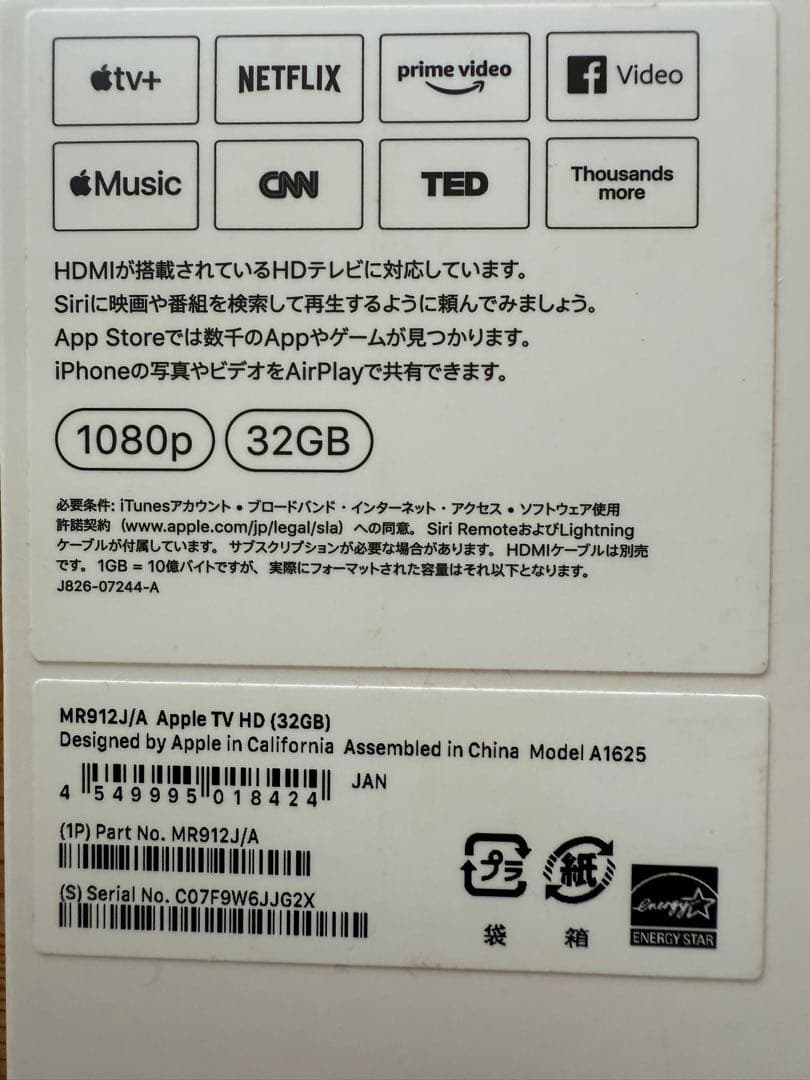 tv+
NETFLIX
prime video
f Video
Music
CNN
TED
Thousands
more
HDMIが搭載されているHDテレビに対応しています。
Siriに映画や番組を検索して再生するように頼んでみましょう。
App Storeでは数千のAppやゲームが見つかります。
iPhoneの写真やビデオをAirPlayで共有できます。
1080p 32GB
必要条件: iTunesアカウント • ブロードバンド・インターネット・アクセス • ソフトウェア使用
許諾契約（www.apple.com/jp/legal/sla）への同意。 Siri RemoteおよびLightning
ケーブルが付属しています。 サブスクリプションが必要な場合があります。 HDMIケーブルは別売
です。 1GB = 10億バイトですが、実際にフォーマットされた容量はそれ以下となります。
J826-07244-A
MR912J/A Apple TV HD (32GB)
Designed by Apple in California Assembled in China Model A1625
4 549995 018424 JAN
(1P) Part No. MR912J/A
(S) Serial No. C07F9W6JJG2X
プラ
紙
袋
箱
energy
ENERGY STAR